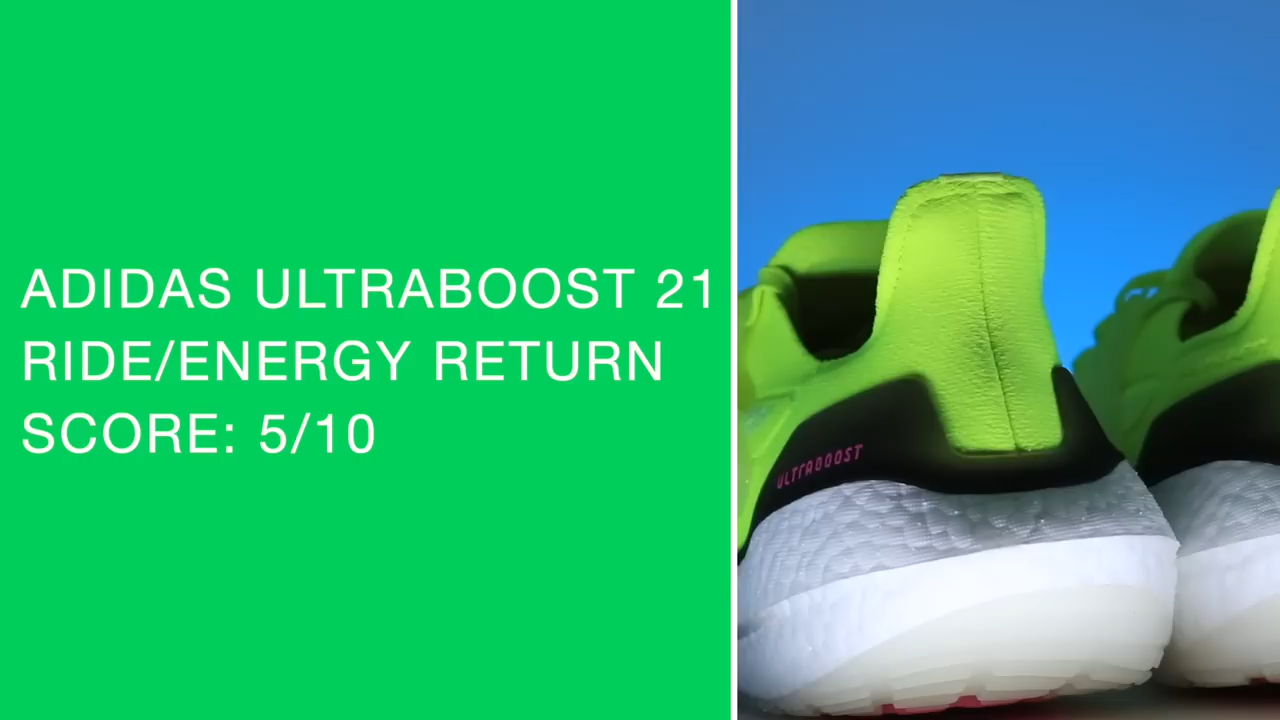 ADIDAS ULTRABOOST 21
RIDE/ENERGY RETURN
SCORE: 5/10
ULTRABOOST